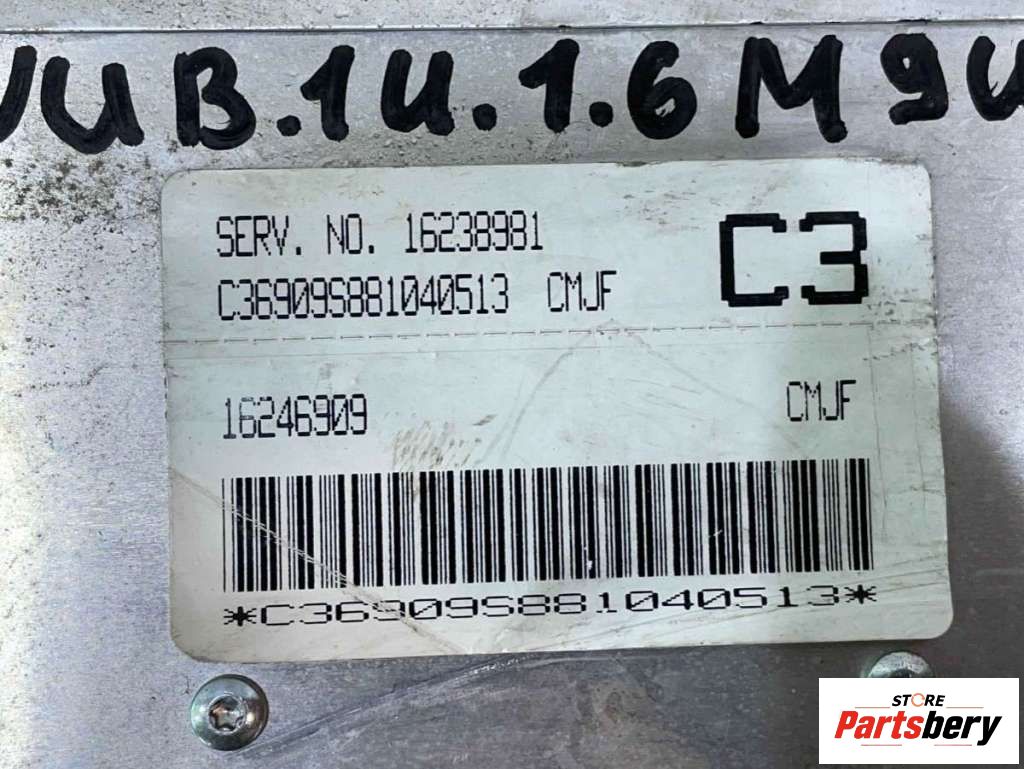 UB.1U.1.6M9U
SERV. NO. 16238981
C3
C36909S881040513 CMJF
16246909
CMJF
*C36909S881040513*
STORE
Partsbery